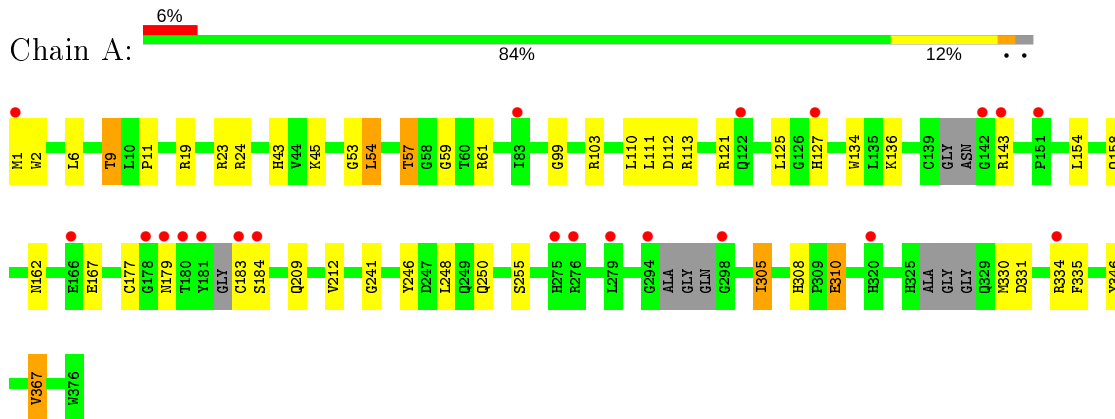 6%
Chain A:
84% 12% • •
M1 W2 L6 T9 L10 P11 R19 R23 R24 H43 V44 K45 G53 L54 T57 G58 G59 T60 R61 I83 G99 R103 L110 L111 D112 R113 R121 Q122 L125 G126 H127 W134 L135 K136 C139 GLY ASN G142 R143 P151 L154
N162 E166 E167 C177 G178 N179 T180 Y181 GLY C183 S184 Q209 V212 G241 Y246 D247 L248 Q249 Q250 S255 H275 R276 L279 G294 ALA GLY GLN G298 I305 H308 P309 E310 H320 H325 ALA GLY GLY Q329 M330 D331 R334 F335
V367 W376